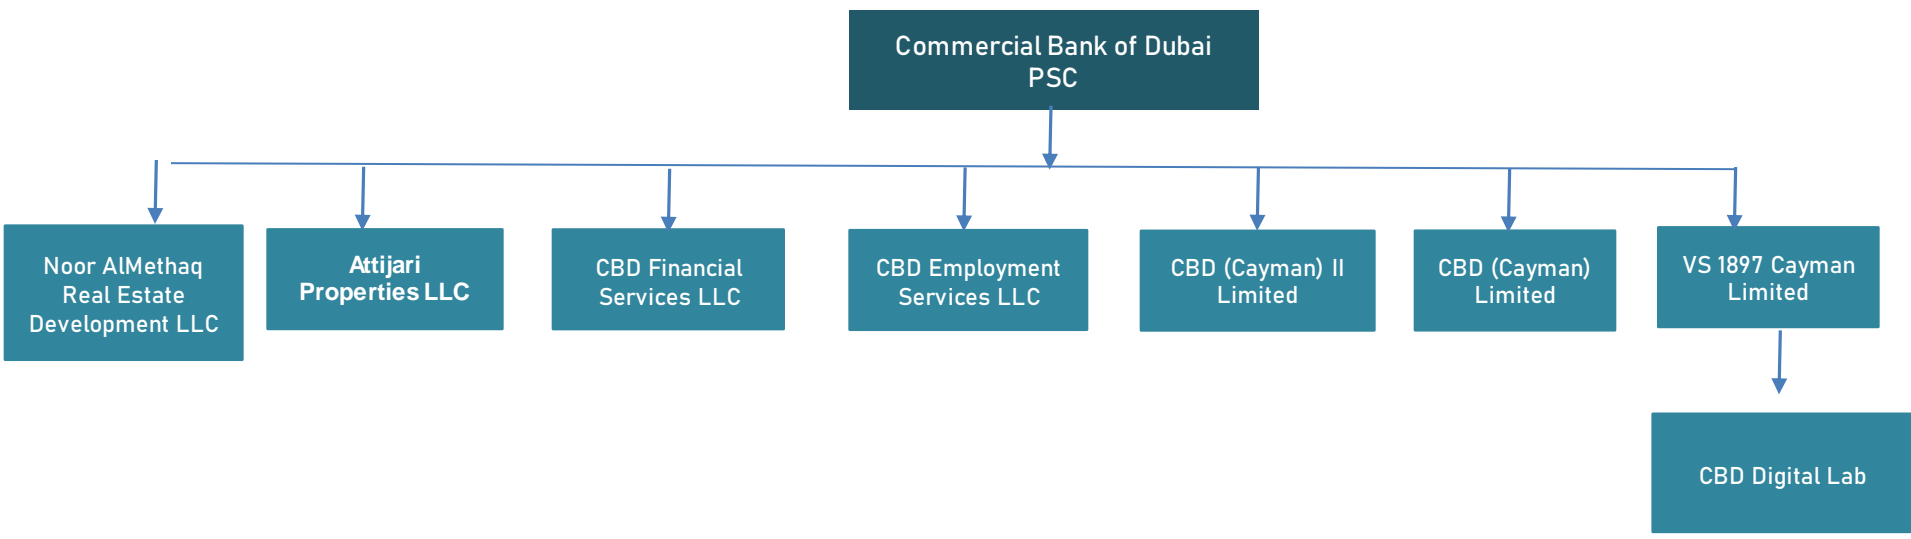 Commercial Bank of Dubai
PSC
Noor AlMethaq
Real Estate
Development LLC
Attijari
Properties LLC
CBD Financial
Services LLC
CBD Employment
Services LLC
CBD (Cayman) II
Limited
CBD (Cayman)
Limited
VS 1897 Cayman
Limited
CBD Digital Lab